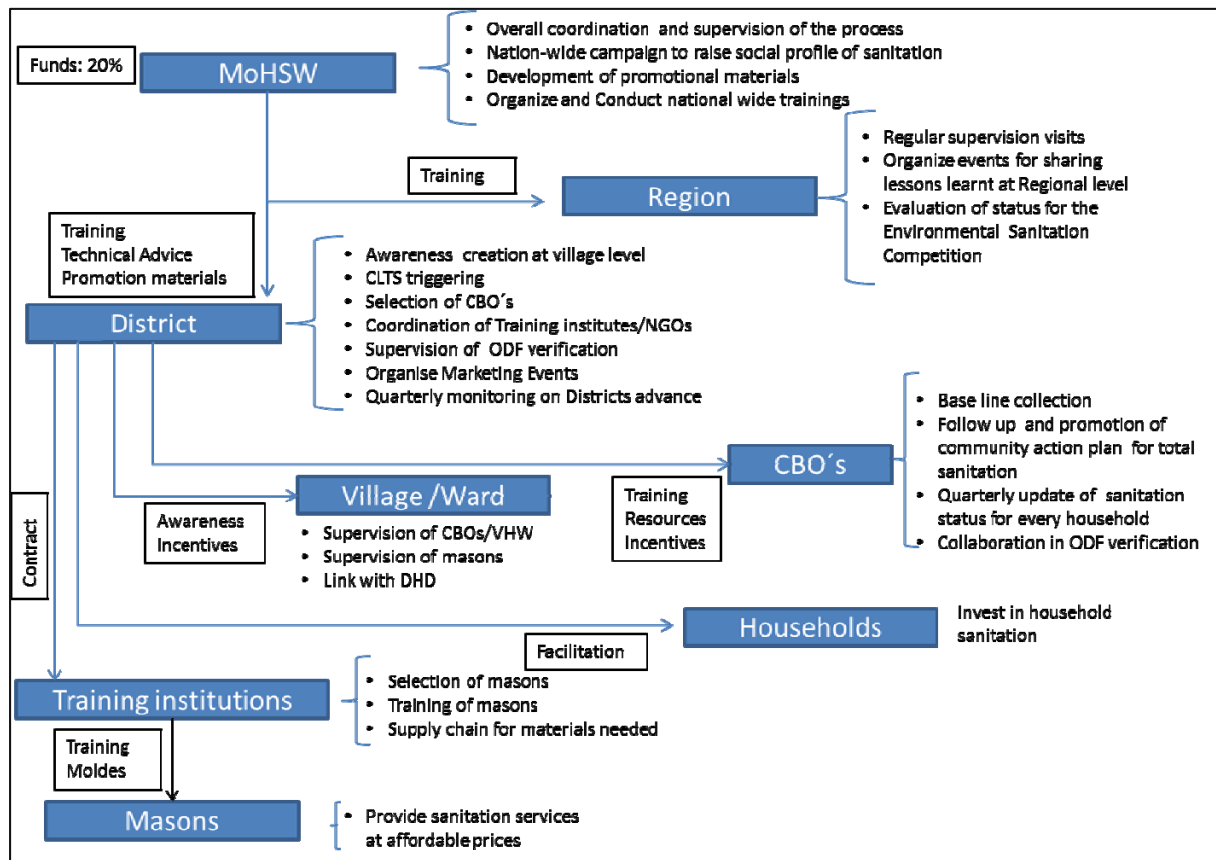 Funds: 20%
MoHSW
• Overall coordination and supervision of the process
• Nation-wide campaign to raise social profile of sanitation
• Development of promotional materials
• Organize and Conduct national wide trainings
Training
Region
• Regular supervision visits
• Organize events for sharing
lessons learnt at Regional level
• Evaluation of status for the
Environmental Sanitation
Competition
Training
Technical Advice
Promotion materials
District
• Awareness creation at village level
• CLTS triggering
• Selection of CBO´s
• Coordination of Training institutes/NGOs
• Supervision of ODF verification
• Organise Marketing Events
• Quarterly monitoring on Districts advance
CBO´s
• Base line collection
• Follow up and promotion of
community action plan for total
sanitation
• Quarterly update of sanitation
status for every household
• Collaboration in ODF verification
Training
Resources
Incentives
Village /Ward
• Supervision of CBOs/VHW
• Supervision of masons
• Link with DHD
Awareness
Incentives
Contract
Households
Invest in household
sanitation
Facilitation
Training institutions
• Selection of masons
• Training of masons
• Supply chain for materials needed
Training
Moldes
Masons
• Provide sanitation services
at affordable prices